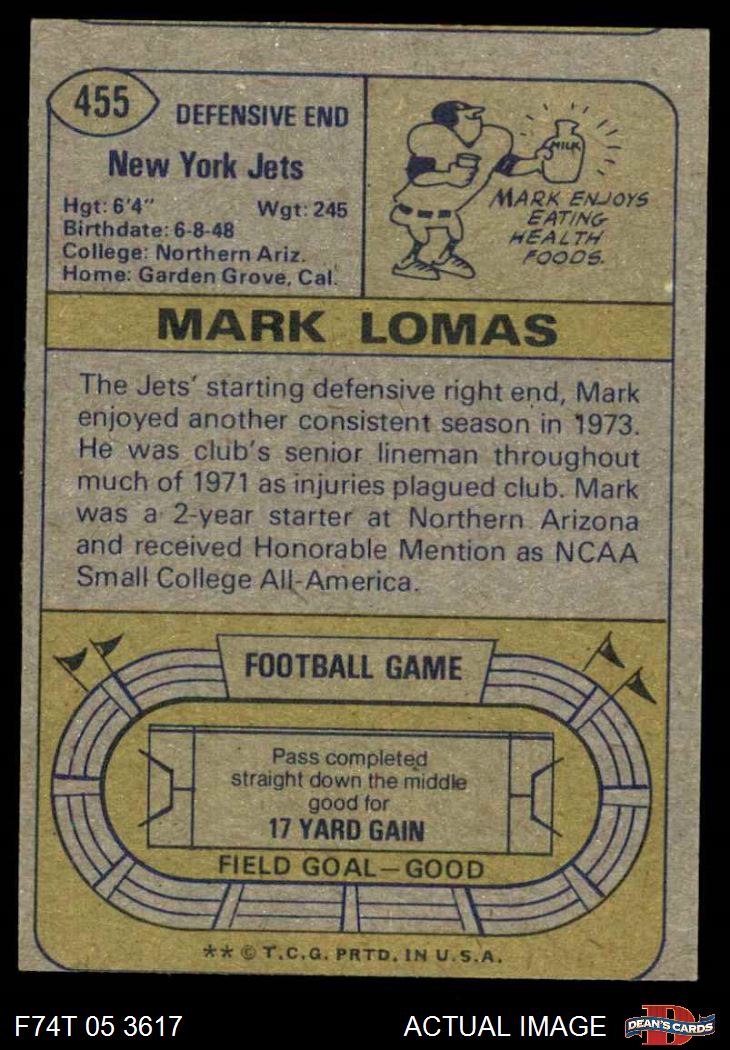 455
DEFENSIVE END
New York Jets
Hgt: 6'4" Wgt: 245
Birthdate: 6-8-48
College: Northern Ariz.
Home: Garden Grove, Cal.
MILK
MARK ENJOYS
EATING
HEALTH
FOODS.
MARK LOMAS
The Jets' starting defensive right end, Mark
enjoyed another consistent season in 1973.
He was club's senior lineman throughout
much of 1971 as injuries plagued club. Mark
was a 2-year starter at Northern Arizona
and received Honorable Mention as NCAA
Small College All-America.
FOOTBALL GAME
Pass completed
straight down the middle
good for
17 YARD GAIN
FIELD GOAL—GOOD
** © T.C.G. PRTD. IN U.S.A.
F74T 05 3617 ACTUAL IMAGE
D
DEAN'S CARDS